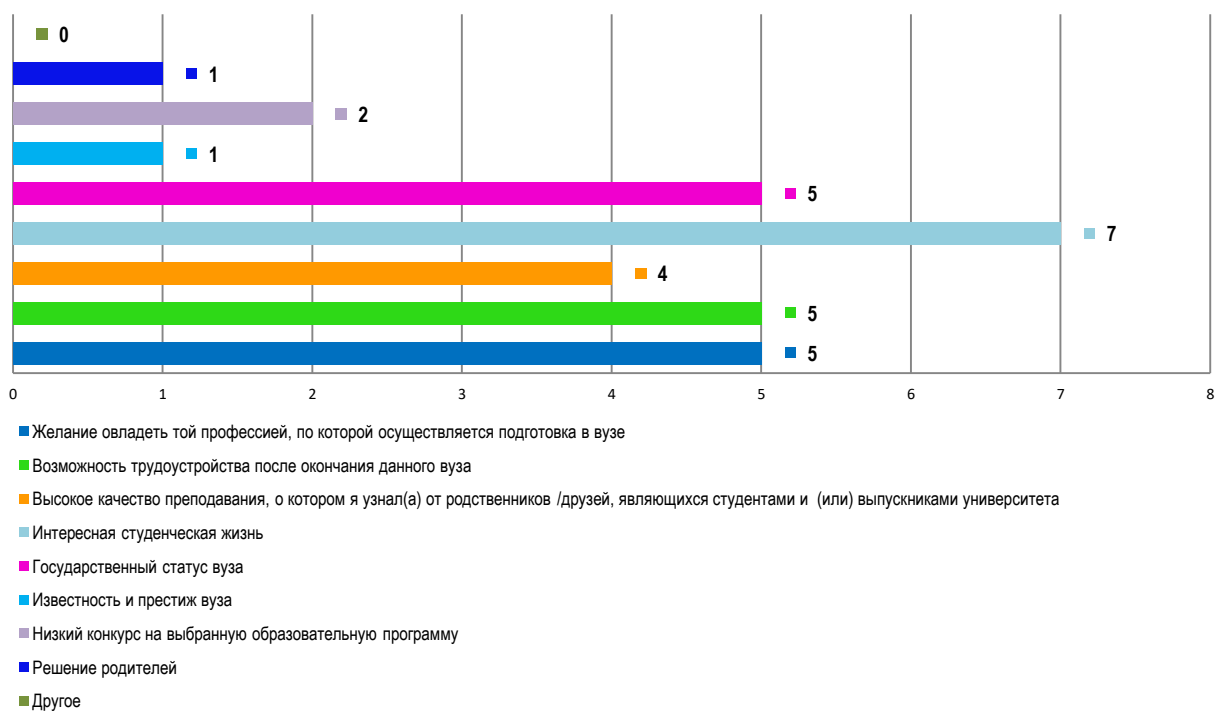 0
1
2
1
5
7
4
5
5
0 1 2 3 4 5 6 7 8
Желание овладеть той профессией, по которой осуществляется подготовка в вузе
Возможность трудоустройства после окончания данного вуза
Высокое качество преподавания, о котором я узнал(а) от родственников /друзей, являющихся студентами и (или) выпускниками университета
Интересная студенческая жизнь
Государственный статус вуза
Известность и престиж вуза
Низкий конкурс на выбранную образовательную программу
Решение родителей
Другое